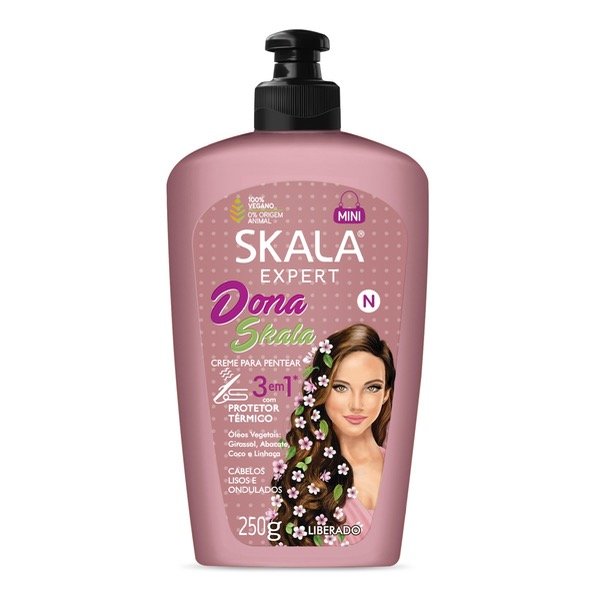 100%
VEGANO
0% ORIGEM
ANIMAL
MINI
SKALA®
EXPERT
Dona
Skala
N
CREME PARA PENTEAR
3 em 1*
com
PROTETOR
TÉRMICO
Óleos Vegetais:
Girassol, Abacate,
Coco e Linhaça
CABELOS
LISOS E
ONDULADOS
250g
LIBERADO